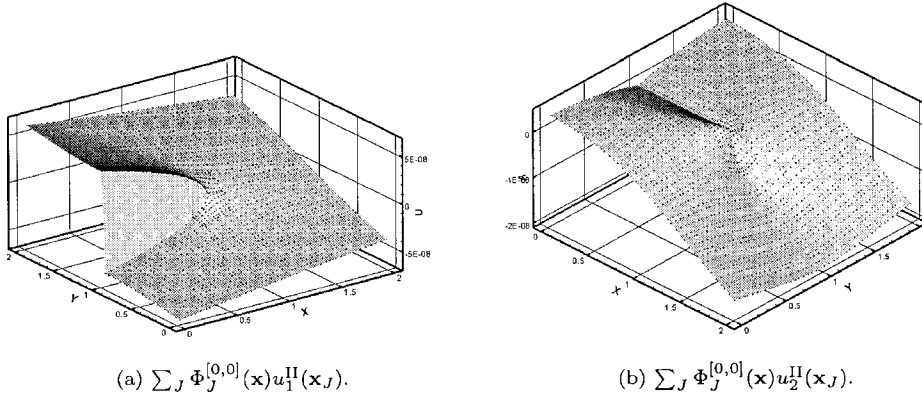 5E-08
0
-5E-08
U
2
1.5
1
0.5
0
Y
0
0.5
1
1.5
2
X
0
-1E-08
-2E-08
0
0.5
1
1.5
2
X
0
0.5
1
1.5
Y
(a) $\sum_J \Phi_J^{[0,0]}(\mathbf{x}) u_1^{\mathrm{II}}(\mathbf{x}_J)$.
(b) $\sum_J \Phi_J^{[0,0]}(\mathbf{x}) u_2^{\mathrm{II}}(\mathbf{x}_J)$.